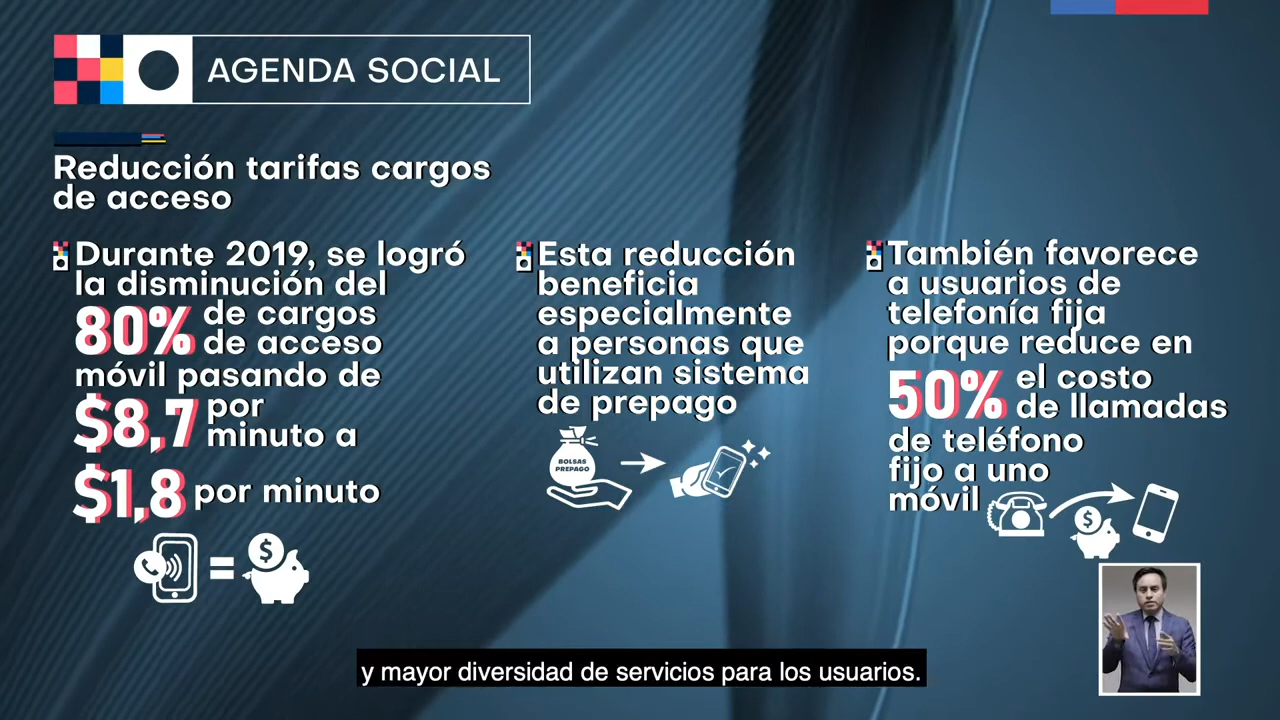 AGENDA SOCIAL
Reducción tarifas cargos
de acceso
Durante 2019, se logró
la disminución del
80% de cargos
de acceso
móvil pasando de
$8,7 por
minuto a
$1,8 por minuto
Esta reducción
beneficia
especialmente
a personas que
utilizan sistema
de prepago
BOLSAS
PREPAGO
También favorece
a usuarios de
telefonía fija
porque reduce en
50% el costo
de llamadas
de teléfono
fijo a uno
móvil
$
$
y mayor diversidad de servicios para los usuarios.